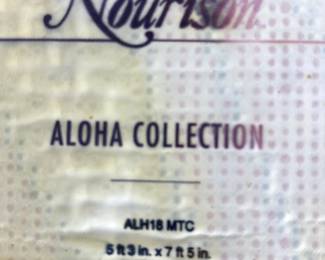 Nourison
ALOHA COLLECTION
ALH18 MTC
5 ft 3 in. x 7 ft 5 in.